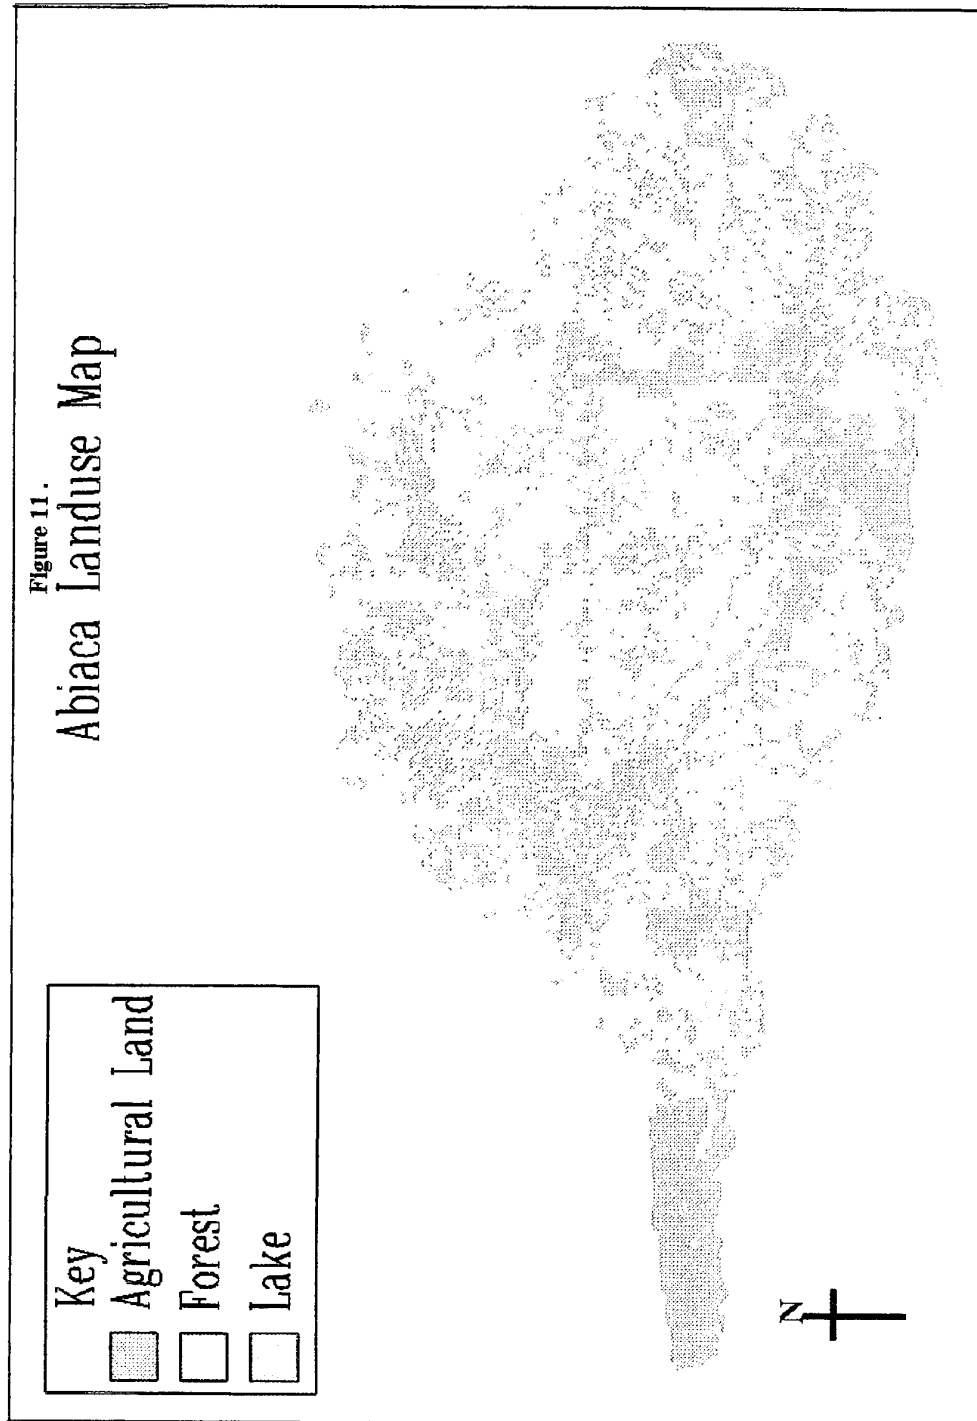 Figure 11.
Abiaca Landuse Map
Key
Agricultural Land
Forest
Lake
N